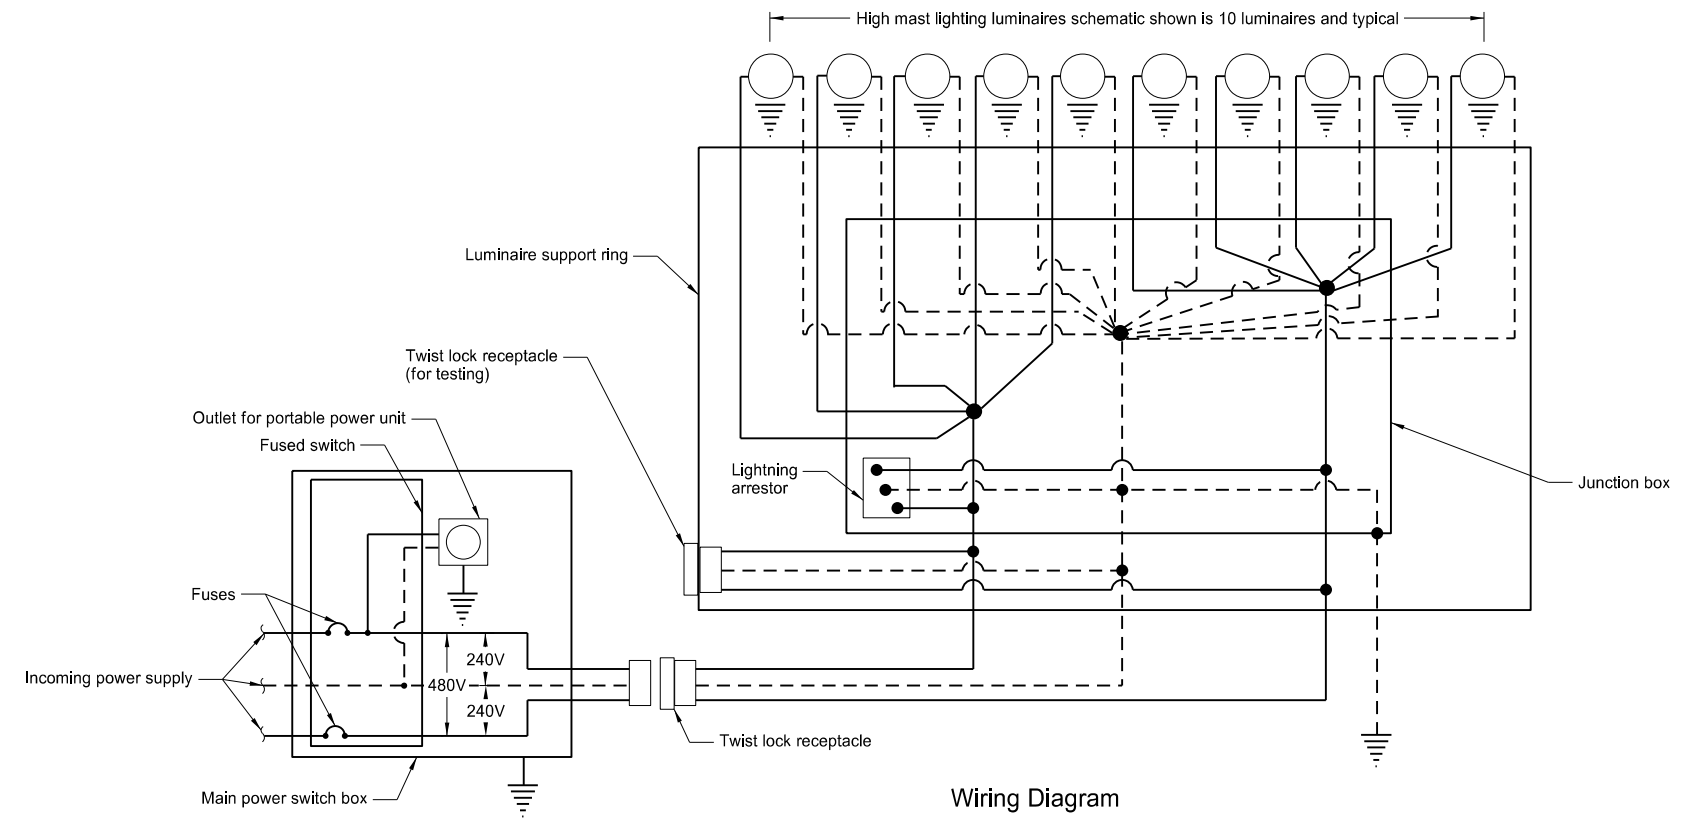 High mast lighting luminaires schematic shown is 10 luminaires and typical
Luminaire support ring
Twist lock receptacle
(for testing)
Outlet for portable power unit
Fused switch
Lightning
arrestor
Junction box
Fuses
240V
Incoming power supply
480V
240V
Twist lock receptacle
Main power switch box
Wiring Diagram